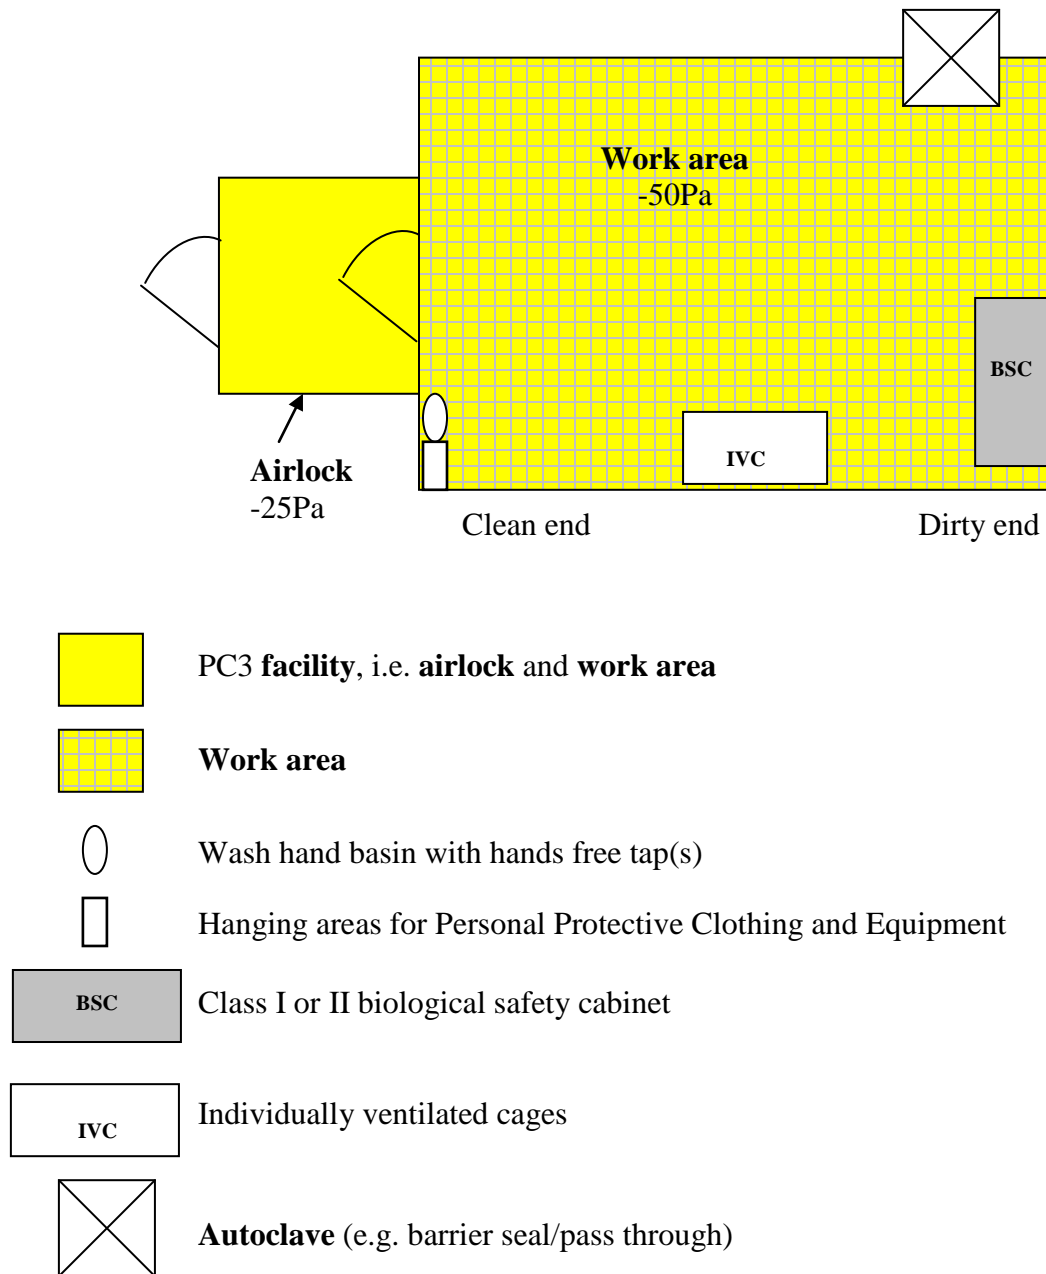 Work area
-50Pa
BSC
IVC
Airlock
-25Pa
Clean end
Dirty end
PC3 facility, i.e. airlock and work area
Work area
Wash hand basin with hands free tap(s)
Hanging areas for Personal Protective Clothing and Equipment
BSC
Class I or II biological safety cabinet
IVC
Individually ventilated cages
Autoclave (e.g. barrier seal/pass through)